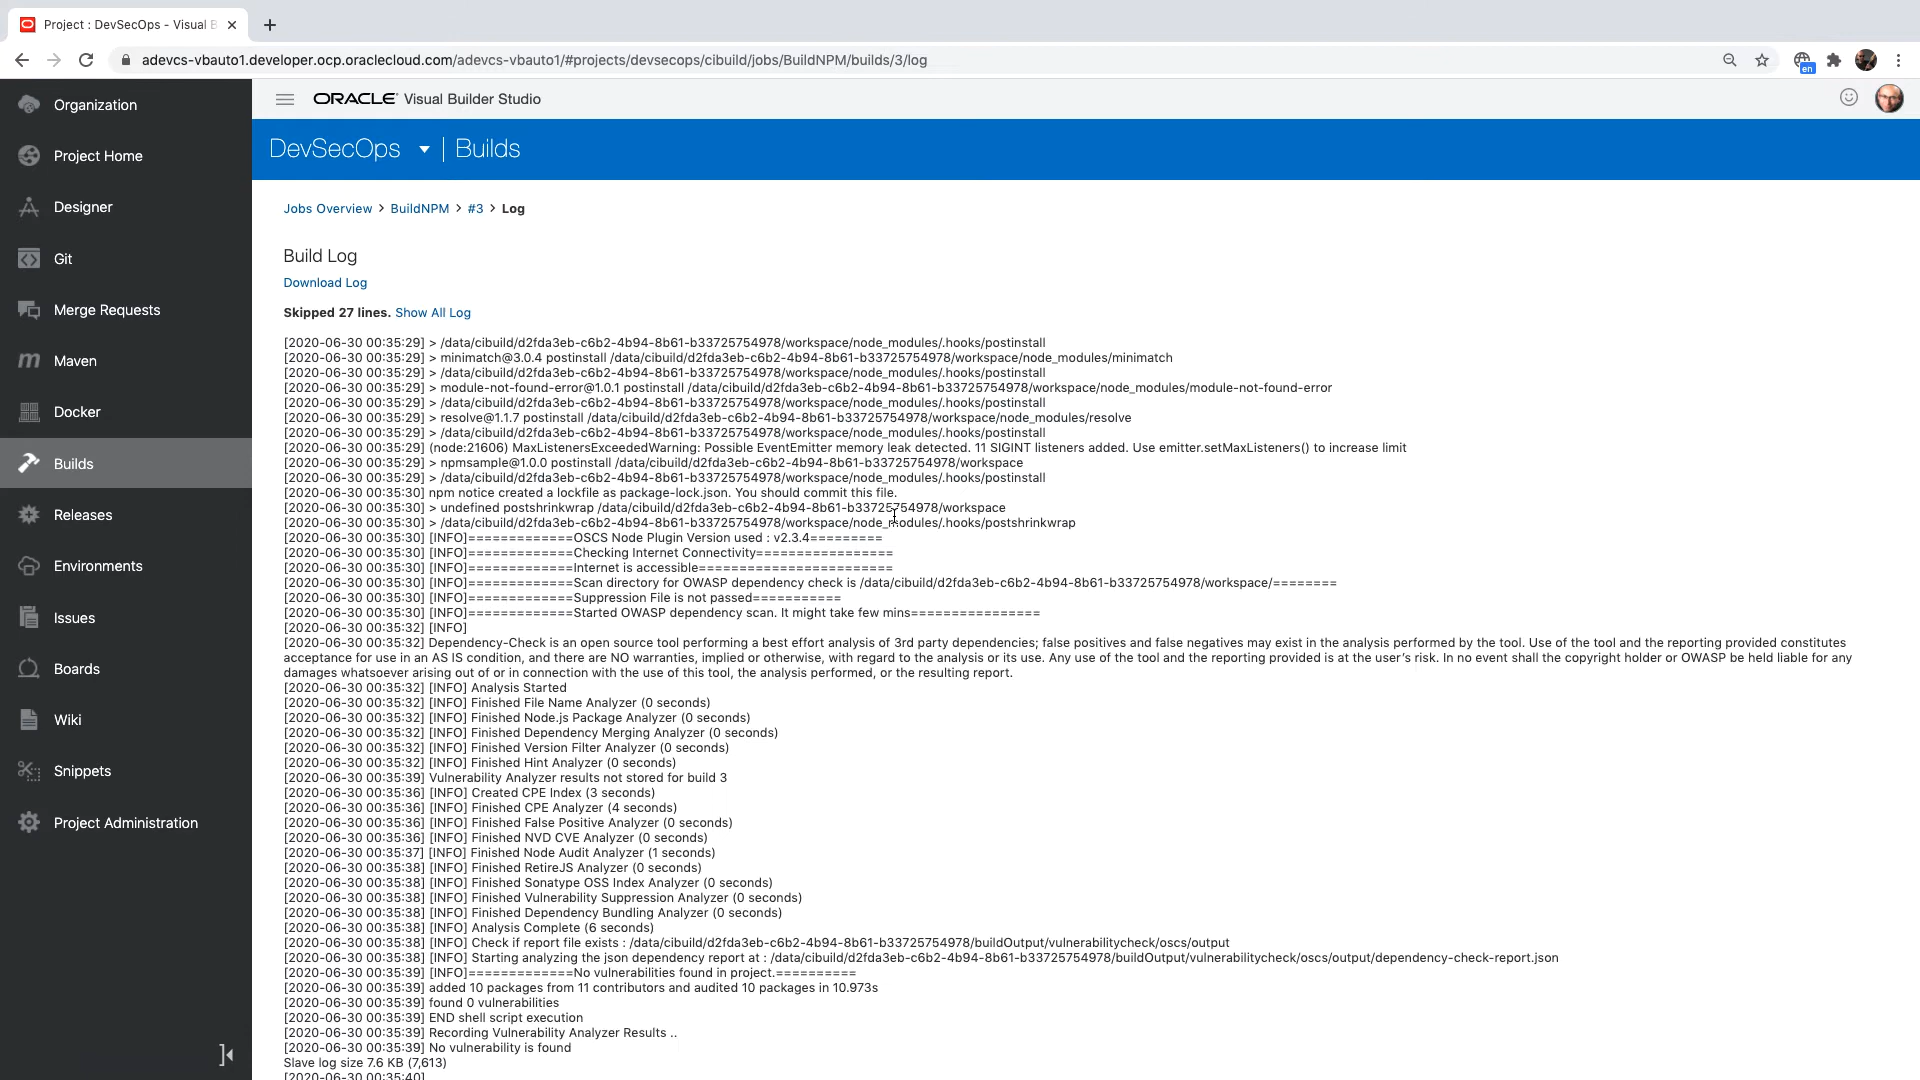 Project : DevSecOps - Visual B
adevcs-vbauto1.developer.ocp.oraclecloud.com/adevcs-vbauto1/#projects/devsecops/cibuild/jobs/BuildNPM/builds/3/log
en
Organization
Project Home
Designer
Git
Merge Requests
Maven
Docker
Builds
Releases
Environments
Issues
Boards
Wiki
Snippets
Project Administration
ORACLE Visual Builder Studio
DevSecOps | Builds
Jobs Overview > BuildNPM > #3 > Log
Build Log
Download Log
Skipped 27 lines. Show All Log
[2020-06-30 00:35:29] > /data/cibuild/d2fda3eb-c6b2-4b94-8b61-b33725754978/workspace/node_modules/.hooks/postinstall
[2020-06-30 00:35:29] > minimatch@3.0.4 postinstall /data/cibuild/d2fda3eb-c6b2-4b94-8b61-b33725754978/workspace/node_modules/minimatch
[2020-06-30 00:35:29] > /data/cibuild/d2fda3eb-c6b2-4b94-8b61-b33725754978/workspace/node_modules/.hooks/postinstall
[2020-06-30 00:35:29] > module-not-found-error@1.0.1 postinstall /data/cibuild/d2fda3eb-c6b2-4b94-8b61-b33725754978/workspace/node_modules/module-not-found-error
[2020-06-30 00:35:29] > /data/cibuild/d2fda3eb-c6b2-4b94-8b61-b33725754978/workspace/node_modules/.hooks/postinstall
[2020-06-30 00:35:29] > resolve@1.1.7 postinstall /data/cibuild/d2fda3eb-c6b2-4b94-8b61-b33725754978/workspace/node_modules/resolve
[2020-06-30 00:35:29] > /data/cibuild/d2fda3eb-c6b2-4b94-8b61-b33725754978/workspace/node_modules/.hooks/postinstall
[2020-06-30 00:35:29] (node:21606) MaxListenersExceededWarning: Possible EventEmitter memory leak detected. 11 SIGINT listeners added. Use emitter.setMaxListeners() to increase limit
[2020-06-30 00:35:29] > npmsample@1.0.0 postinstall /data/cibuild/d2fda3eb-c6b2-4b94-8b61-b33725754978/workspace
[2020-06-30 00:35:29] > /data/cibuild/d2fda3eb-c6b2-4b94-8b61-b33725754978/workspace/node_modules/.hooks/postinstall
[2020-06-30 00:35:30] npm notice created a lockfile as package-lock.json. You should commit this file.
[2020-06-30 00:35:30] > undefined postshrinkwrap /data/cibuild/d2fda3eb-c6b2-4b94-8b61-b33725754978/workspace
[2020-06-30 00:35:30] > /data/cibuild/d2fda3eb-c6b2-4b94-8b61-b33725754978/workspace/node_modules/.hooks/postshrinkwrap
[2020-06-30 00:35:30] [INFO]=============OSCS Node Plugin Version used : v2.3.4=========
[2020-06-30 00:35:30] [INFO]=============Checking Internet Connectivity=================
[2020-06-30 00:35:30] [INFO]=============Internet is accessible========================
[2020-06-30 00:35:30] [INFO]=============Scan directory for OWASP dependency check is /data/cibuild/d2fda3eb-c6b2-4b94-8b61-b33725754978/workspace/========
[2020-06-30 00:35:30] [INFO]=============Suppression File is not passed===========
[2020-06-30 00:35:30] [INFO]=============Started OWASP dependency scan. It might take few mins================
[2020-06-30 00:35:32] [INFO]
[2020-06-30 00:35:32] Dependency-Check is an open source tool performing a best effort analysis of 3rd party dependencies; false positives and false negatives may exist in the analysis performed by the tool. Use of the tool and the reporting provided constitutes
acceptance for use in an AS IS condition, and there are NO warranties, implied or otherwise, with regard to the analysis or its use. Any use of the tool and the reporting provided is at the user's risk. In no event shall the copyright holder or OWASP be held liable for any
damages whatsoever arising out of or in connection with the use of this tool, the analysis performed, or the resulting report.
[2020-06-30 00:35:32] [INFO] Analysis Started
[2020-06-30 00:35:32] [INFO] Finished File Name Analyzer (0 seconds)
[2020-06-30 00:35:32] [INFO] Finished Node.js Package Analyzer (0 seconds)
[2020-06-30 00:35:32] [INFO] Finished Dependency Merging Analyzer (0 seconds)
[2020-06-30 00:35:32] [INFO] Finished Version Filter Analyzer (0 seconds)
[2020-06-30 00:35:32] [INFO] Finished Hint Analyzer (0 seconds)
[2020-06-30 00:35:39] Vulnerability Analyzer results not stored for build 3
[2020-06-30 00:35:36] [INFO] Created CPE Index (3 seconds)
[2020-06-30 00:35:36] [INFO] Finished CPE Analyzer (4 seconds)
[2020-06-30 00:35:36] [INFO] Finished False Positive Analyzer (0 seconds)
[2020-06-30 00:35:36] [INFO] Finished NVD CVE Analyzer (0 seconds)
[2020-06-30 00:35:37] [INFO] Finished Node Audit Analyzer (1 seconds)
[2020-06-30 00:35:38] [INFO] Finished RetireJS Analyzer (0 seconds)
[2020-06-30 00:35:38] [INFO] Finished Sonatype OSS Index Analyzer (0 seconds)
[2020-06-30 00:35:38] [INFO] Finished Vulnerability Suppression Analyzer (0 seconds)
[2020-06-30 00:35:38] [INFO] Finished Dependency Bundling Analyzer (0 seconds)
[2020-06-30 00:35:38] [INFO] Analysis Complete (6 seconds)
[2020-06-30 00:35:38] [INFO] Check if report file exists : /data/cibuild/d2fda3eb-c6b2-4b94-8b61-b33725754978/buildOutput/vulnerabilitycheck/oscs/output
[2020-06-30 00:35:38] [INFO] Starting analyzing the json dependency report at : /data/cibuild/d2fda3eb-c6b2-4b94-8b61-b33725754978/buildOutput/vulnerabilitycheck/oscs/output/dependency-check-report.json
[2020-06-30 00:35:39] [INFO]=============No vulnerabilities found in project.==========
[2020-06-30 00:35:39] added 10 packages from 11 contributors and audited 10 packages in 10.973s
[2020-06-30 00:35:39] found 0 vulnerabilities
[2020-06-30 00:35:39] END shell script execution
[2020-06-30 00:35:39] Recording Vulnerability Analyzer Results ..
[2020-06-30 00:35:39] No vulnerability is found
Slave log size 7.6 KB (7,613)
[2020-06-30 00:35:40]